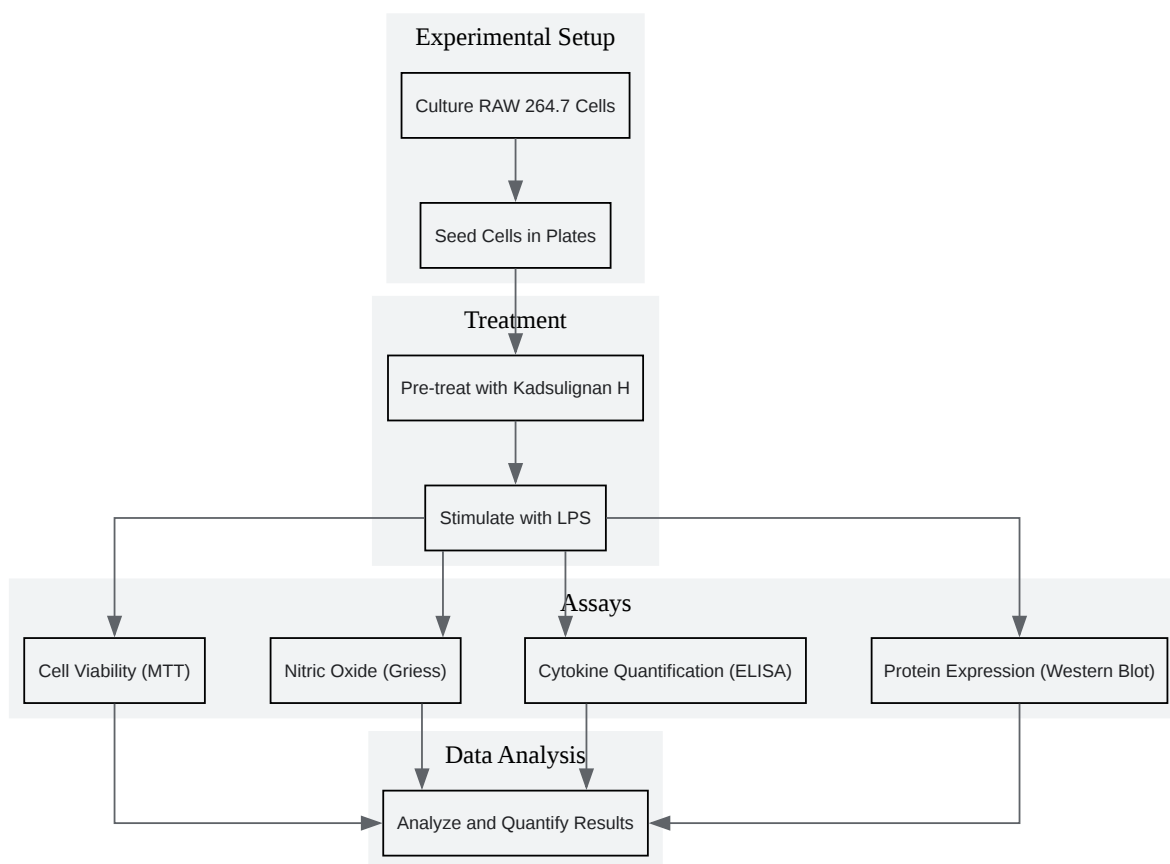 Experimental Setup
Culture RAW 264.7 Cells
Seed Cells in Plates
Treatment
Pre-treat with Kadsulignan H
Stimulate with LPS
Assays
Cell Viability (MTT)
Nitric Oxide (Griess)
Cytokine Quantification (ELISA)
Protein Expression (Western Blot)
Data Analysis
Analyze and Quantify Results